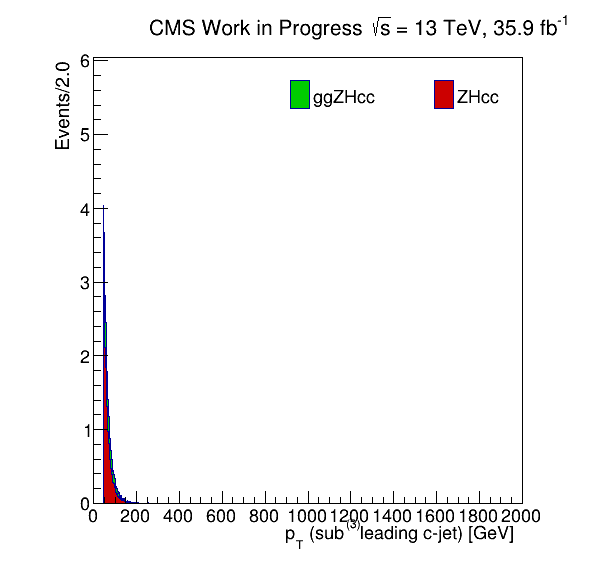 CMS Work in Progress √s = 13 TeV, 35.9 fb⁻¹
Events/2.0
ggZHcc ZHcc
6
5
4
3
2
1
0
0 200 400 600 800 1000 1200 1400 1600 1800 2000
p_T (sub⁽³⁾leading c-jet) [GeV]